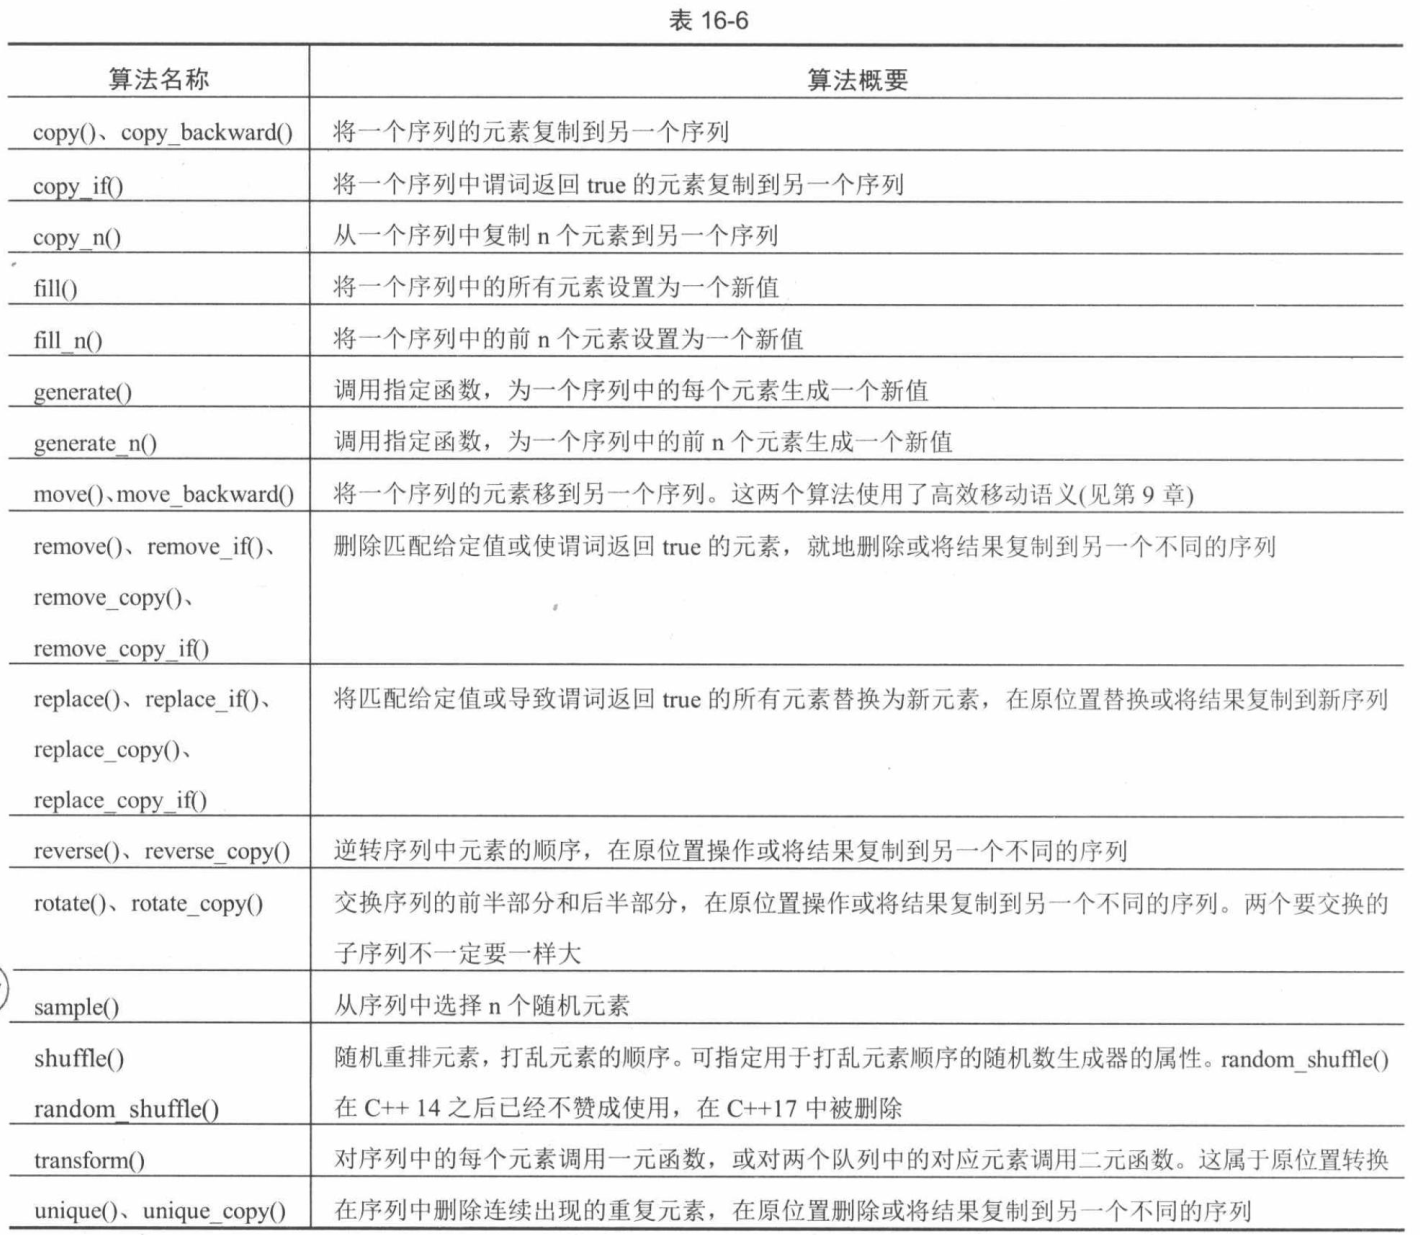 表 16-6
算法名称 算法概要
copy()、copy_backward() 将一个序列的元素复制到另一个序列
copy_if() 将一个序列中谓词返回 true 的元素复制到另一个序列
copy_n() 从一个序列中复制 n 个元素到另一个序列
fill() 将一个序列中的所有元素设置为一个新值
fill_n() 将一个序列中的前 n 个元素设置为一个新值
generate() 调用指定函数，为一个序列中的每个元素生成一个新值
generate_n() 调用指定函数，为一个序列中的前 n 个元素生成一个新值
move()、move_backward() 将一个序列的元素移到另一个序列。这两个算法使用了高效移动语义(见第 9 章)
remove()、remove_if()、 删除匹配给定值或使谓词返回 true 的元素，就地删除或将结果复制到另一个不同的序列
remove_copy()、
remove_copy_if()
replace()、replace_if()、 将匹配给定值或导致谓词返回 true 的所有元素替换为新元素，在原位置替换或将结果复制到新序列
replace_copy()、
replace_copy_if()
reverse()、reverse_copy() 逆转序列中元素的顺序，在原位置操作或将结果复制到另一个不同的序列
rotate()、rotate_copy() 交换序列的前半部分和后半部分，在原位置操作或将结果复制到另一个不同的序列。两个要交换的
子序列不一定要一样大
sample() 从序列中选择 n 个随机元素
shuffle() 随机重排元素，打乱元素的顺序。可指定用于打乱元素顺序的随机数生成器的属性。random_shuffle()
random_shuffle() 在 C++ 14 之后已经不赞成使用，在 C++17 中被删除
transform() 对序列中的每个元素调用一元函数，或对两个队列中的对应元素调用二元函数。这属于原位置转换
unique()、unique_copy() 在序列中删除连续出现的重复元素，在原位置删除或将结果复制到另一个不同的序列